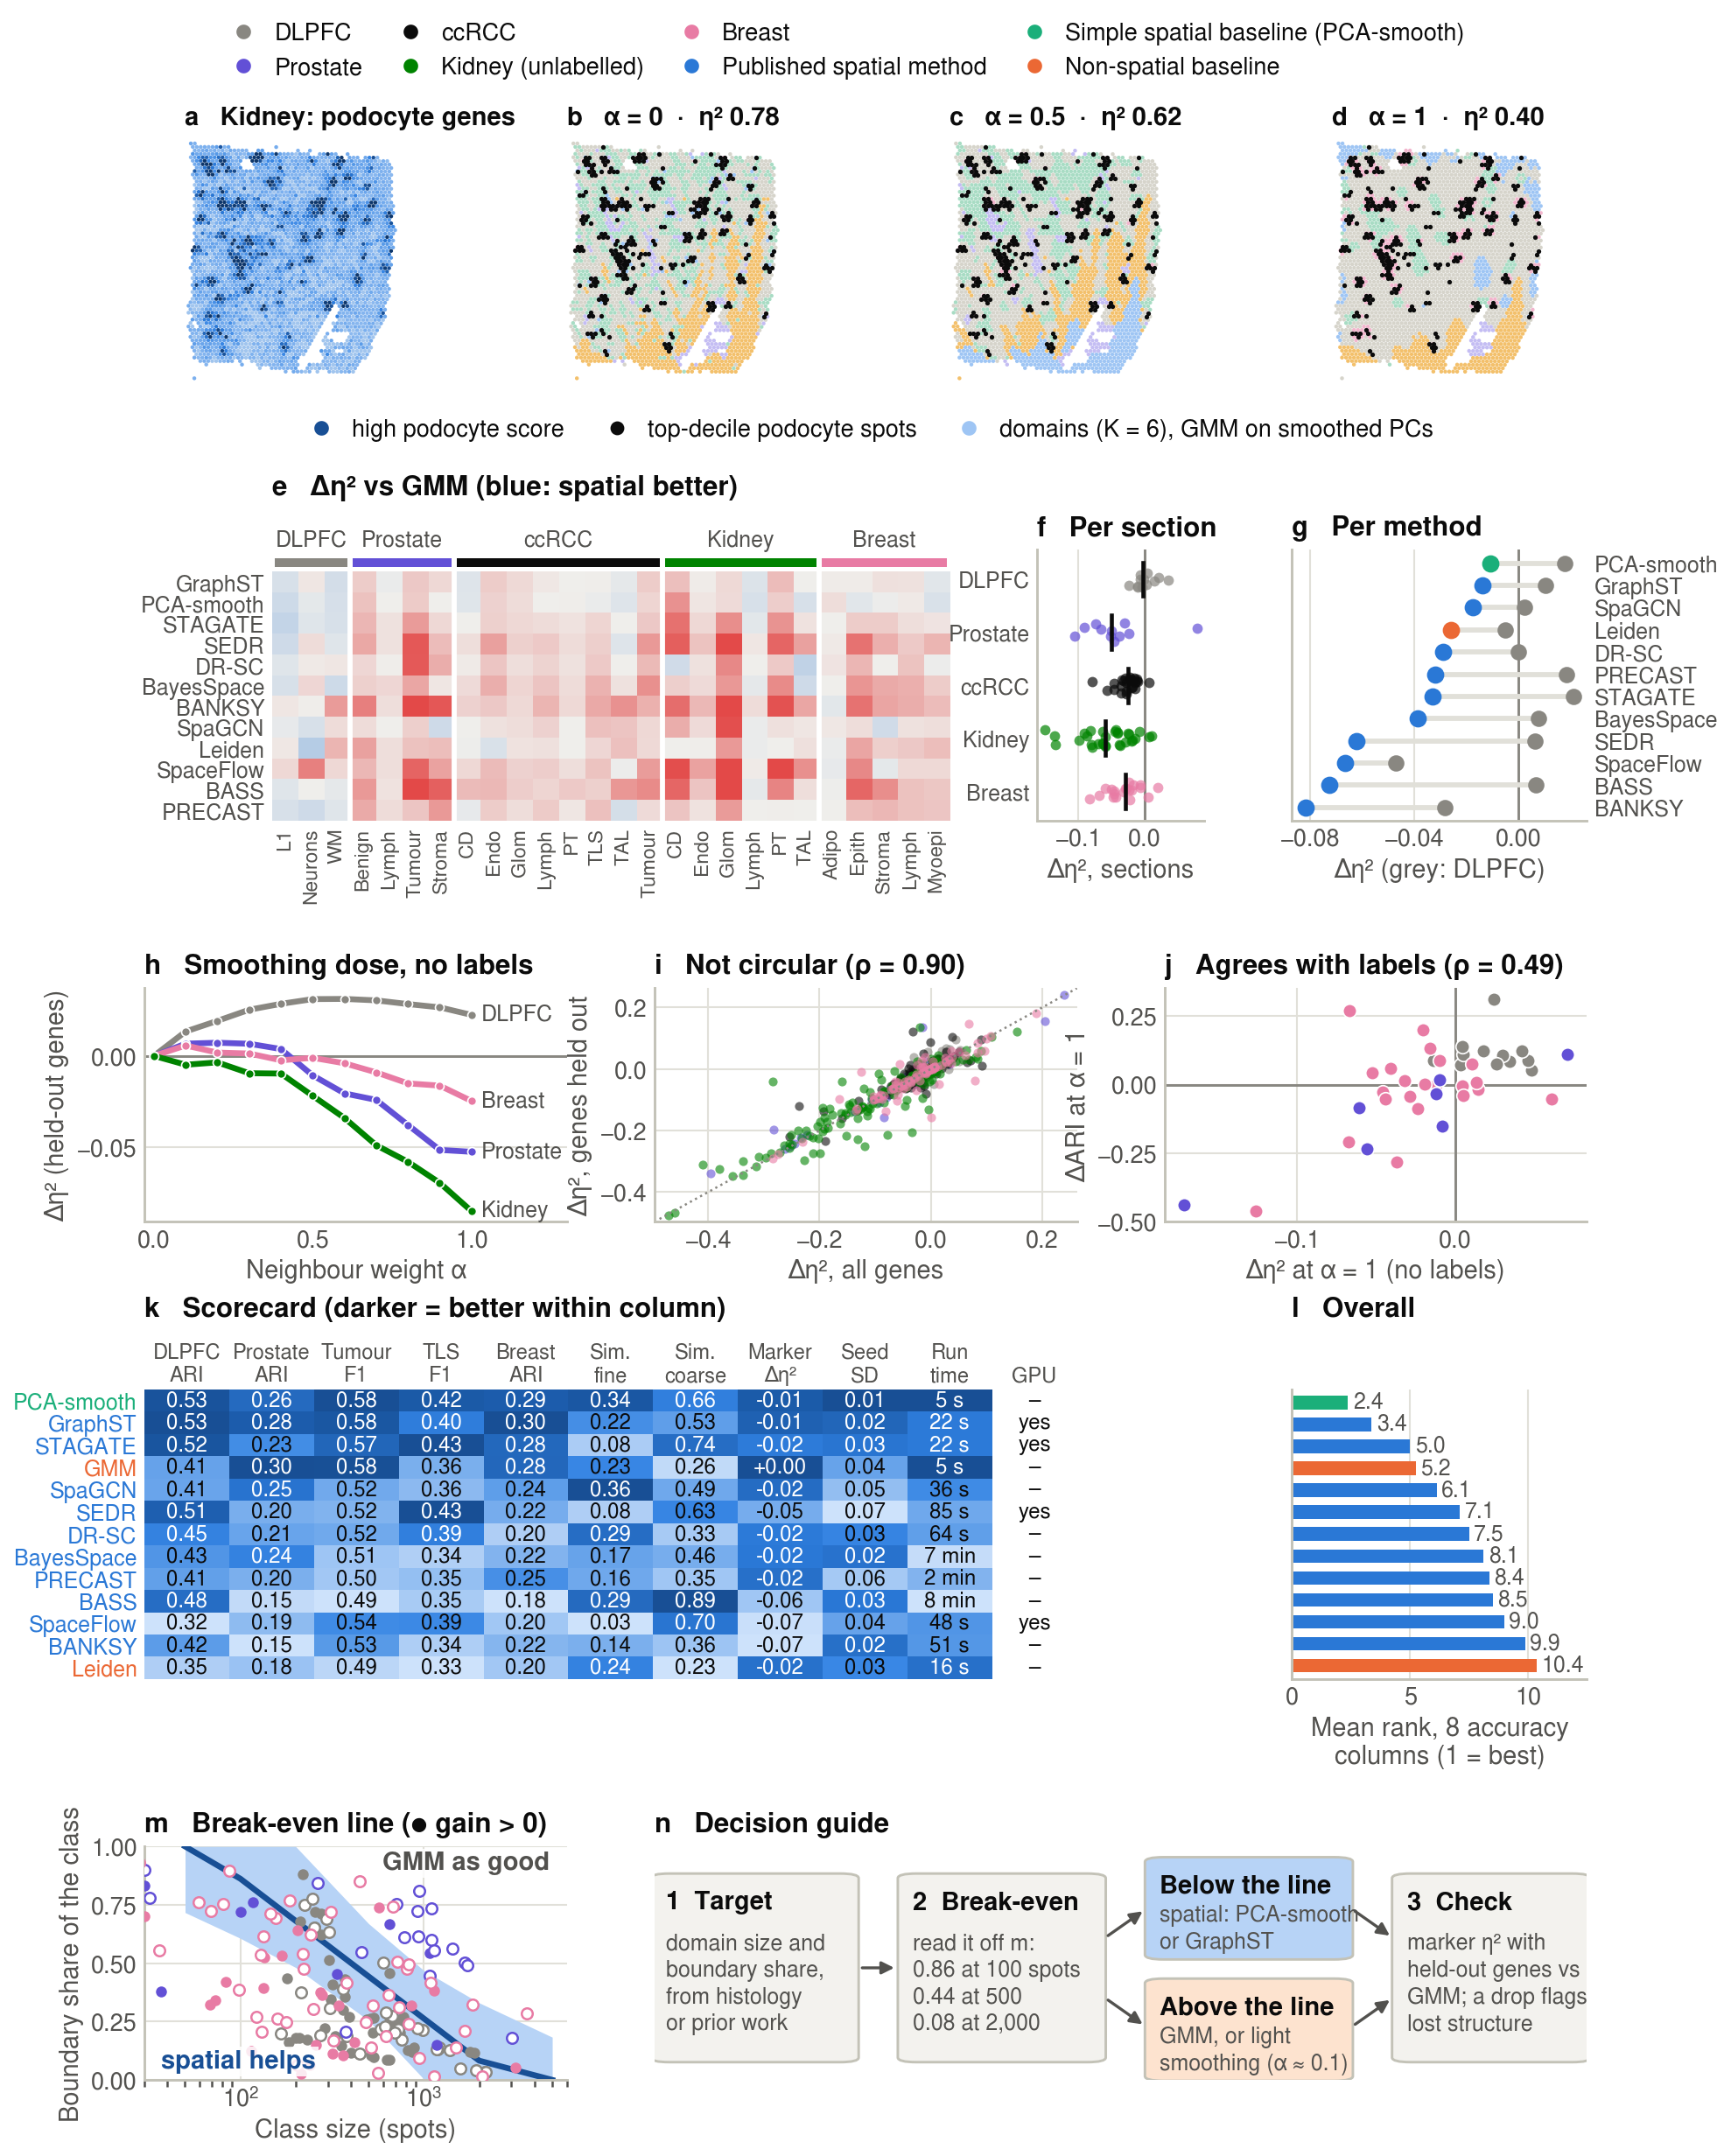 DLPFC
ccRCC
Breast
Simple spatial baseline (PCA-smooth)
Prostate
Kidney (unlabelled)
Published spatial method
Non-spatial baseline
a Kidney: podocyte genes
b α = 0 · η² 0.78
c α = 0.5 · η² 0.62
d α = 1 · η² 0.40
high podocyte score
top-decile podocyte spots
domains (K = 6), GMM on smoothed PCs
e Δη² vs GMM (blue: spatial better)
DLPFC Prostate ccRCC Kidney Breast
GraphST
PCA-smooth
STAGATE
SEDR
DR-SC
BayesSpace
BANKSY
SpaGCN
Leiden
SpaceFlow
BASS
PRECAST
L1
Neurons
WM
Benign
Lymph
Tumour
Stroma
CD
Endo
Glom
Lymph
PT
TLS
TAL
Tumour
CD
Endo
Glom
Lymph
PT
TAL
Adipo
Epith
Stroma
Lymph
Myoepi
f Per section
DLPFC
Prostate
ccRCC
Kidney
Breast
−0.1 0.0
Δη², sections
g Per method
PCA-smooth
GraphST
SpaGCN
Leiden
DR-SC
PRECAST
STAGATE
BayesSpace
SEDR
SpaceFlow
BASS
BANKSY
−0.08 −0.04 0.00
Δη² (grey: DLPFC)
h Smoothing dose, no labels
Δη² (held-out genes)
0.00
−0.05
DLPFC
Breast
Prostate
Kidney
0.0 0.5 1.0
Neighbour weight α
i Not circular (ρ = 0.90)
Δη², genes held out
0.2
0.0
−0.2
−0.4
−0.4 −0.2 0.0 0.2
Δη², all genes
j Agrees with labels (ρ = 0.49)
ΔARI at α = 1
0.25
0.00
−0.25
−0.50
−0.1 0.0
Δη² at α = 1 (no labels)
k Scorecard (darker = better within column)
DLPFC Prostate Tumour TLS Breast Sim. Sim. Marker Seed Run
ARI ARI F1 F1 ARI fine coarse Δη² SD time GPU
PCA-smooth 0.53 0.26 0.58 0.42 0.29 0.34 0.66 -0.01 0.01 5 s –
GraphST 0.53 0.28 0.58 0.40 0.30 0.22 0.53 -0.01 0.02 22 s yes
STAGATE 0.52 0.23 0.57 0.43 0.28 0.08 0.74 -0.02 0.03 22 s yes
GMM 0.41 0.30 0.58 0.36 0.28 0.23 0.26 +0.00 0.04 5 s –
SpaGCN 0.41 0.25 0.52 0.36 0.24 0.36 0.49 -0.02 0.05 36 s –
SEDR 0.51 0.20 0.52 0.43 0.22 0.08 0.63 -0.05 0.07 85 s yes
DR-SC 0.45 0.21 0.52 0.39 0.20 0.29 0.33 -0.02 0.03 64 s –
BayesSpace 0.43 0.24 0.51 0.34 0.22 0.17 0.46 -0.02 0.02 7 min –
PRECAST 0.41 0.20 0.50 0.35 0.25 0.16 0.35 -0.02 0.06 2 min –
BASS 0.48 0.15 0.49 0.35 0.18 0.29 0.89 -0.06 0.03 8 min –
SpaceFlow 0.32 0.19 0.54 0.39 0.20 0.03 0.70 -0.07 0.04 48 s yes
BANKSY 0.42 0.15 0.53 0.34 0.22 0.14 0.36 -0.07 0.02 51 s –
Leiden 0.35 0.18 0.49 0.33 0.20 0.24 0.23 -0.02 0.03 16 s –
l Overall
2.4
3.4
5.0
5.2
6.1
7.1
7.5
8.1
8.4
8.5
9.0
9.9
10.4
0 5 10
Mean rank, 8 accuracy
columns (1 = best)
m Break-even line (● gain > 0)
Boundary share of the class
1.00
0.75
0.50
0.25
0.00
GMM as good
spatial helps
10² 10³
Class size (spots)
n Decision guide
1 Target
domain size and
boundary share,
from histology
or prior work
2 Break-even
read it off m:
0.86 at 100 spots
0.44 at 500
0.08 at 2,000
Below the line
spatial: PCA-smooth
or GraphST
Above the line
GMM, or light
smoothing (α ≈ 0.1)
3 Check
marker η² with
held-out genes vs
GMM; a drop flags
lost structure